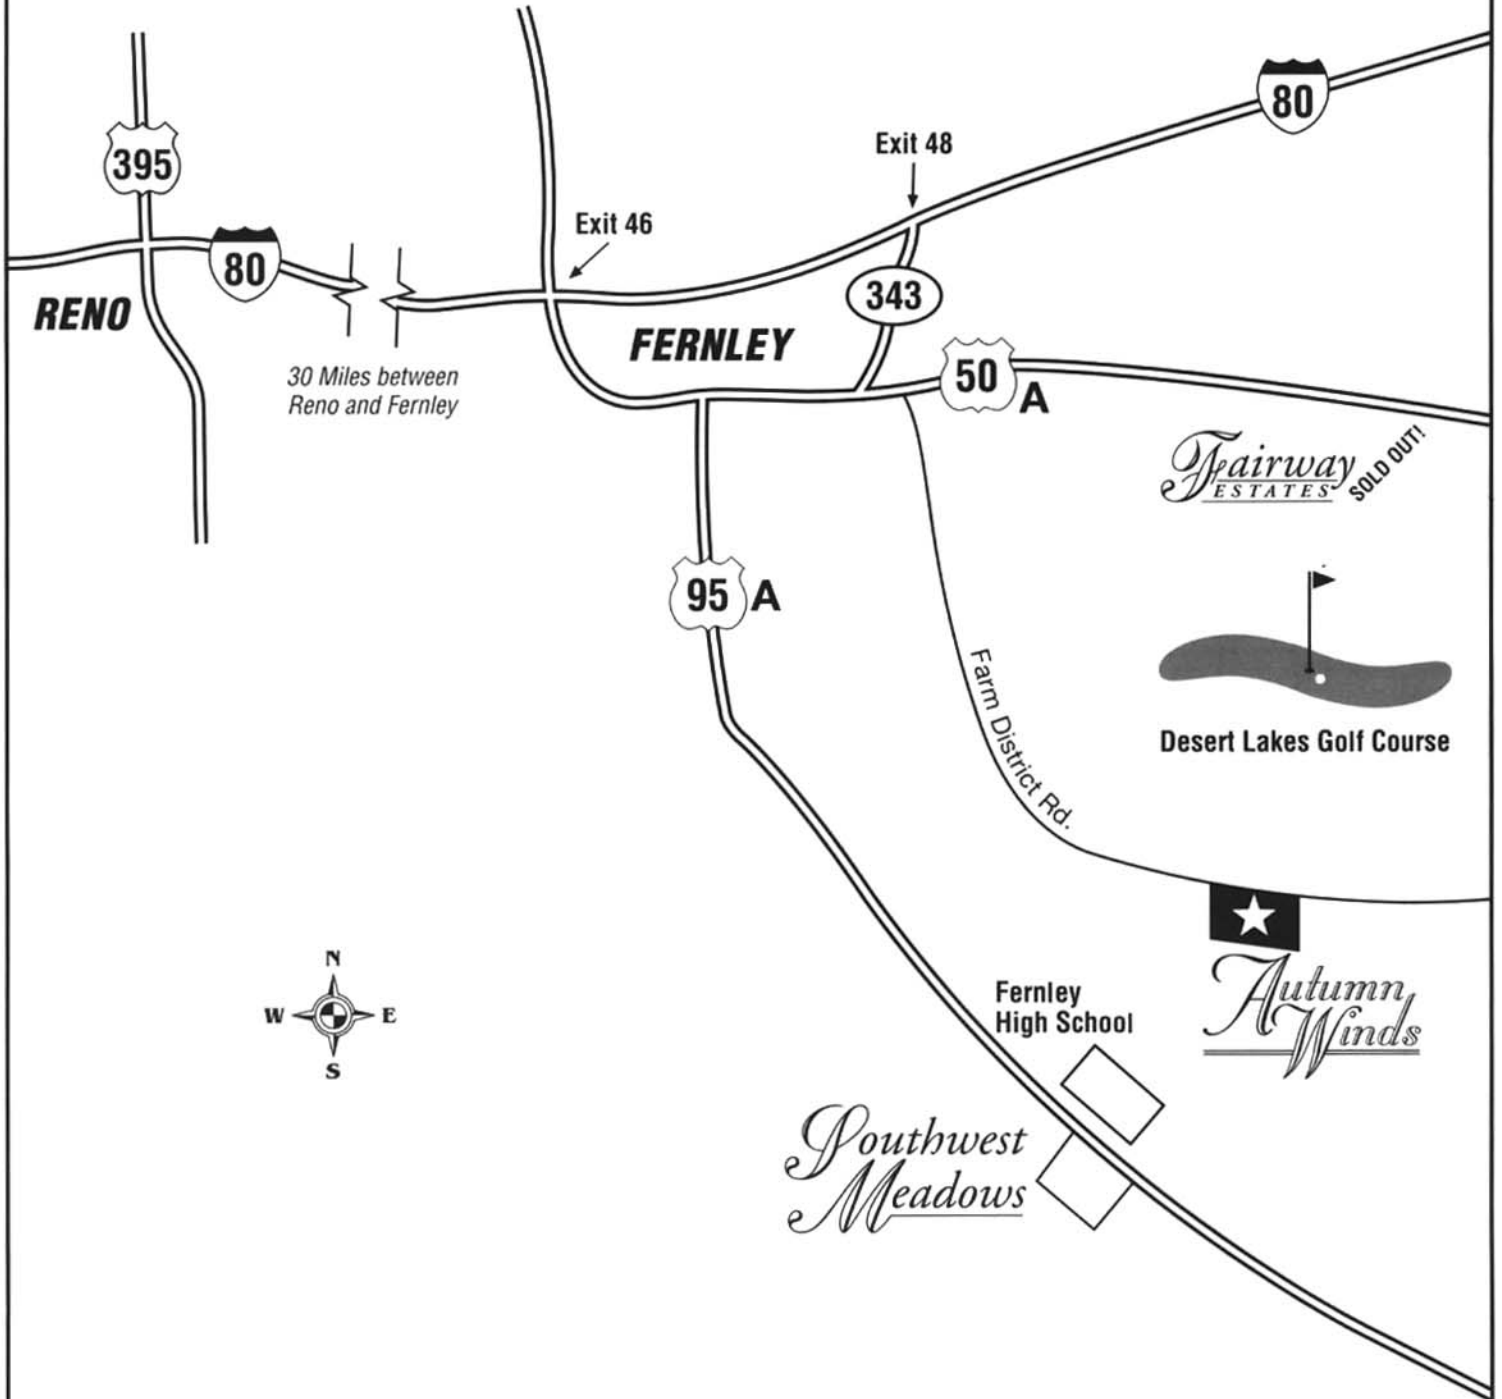 80
Exit 48
395
Exit 46
80
343
RENO
FERNLEY
50
A
30 Miles between
Reno and Fernley
Fairway
ESTATES
SOLD OUT!
95 A
Farm District Rd.
Desert Lakes Golf Course
N
W E
S
Autumn
Winds
Fernley
High School
Southwest
Meadows